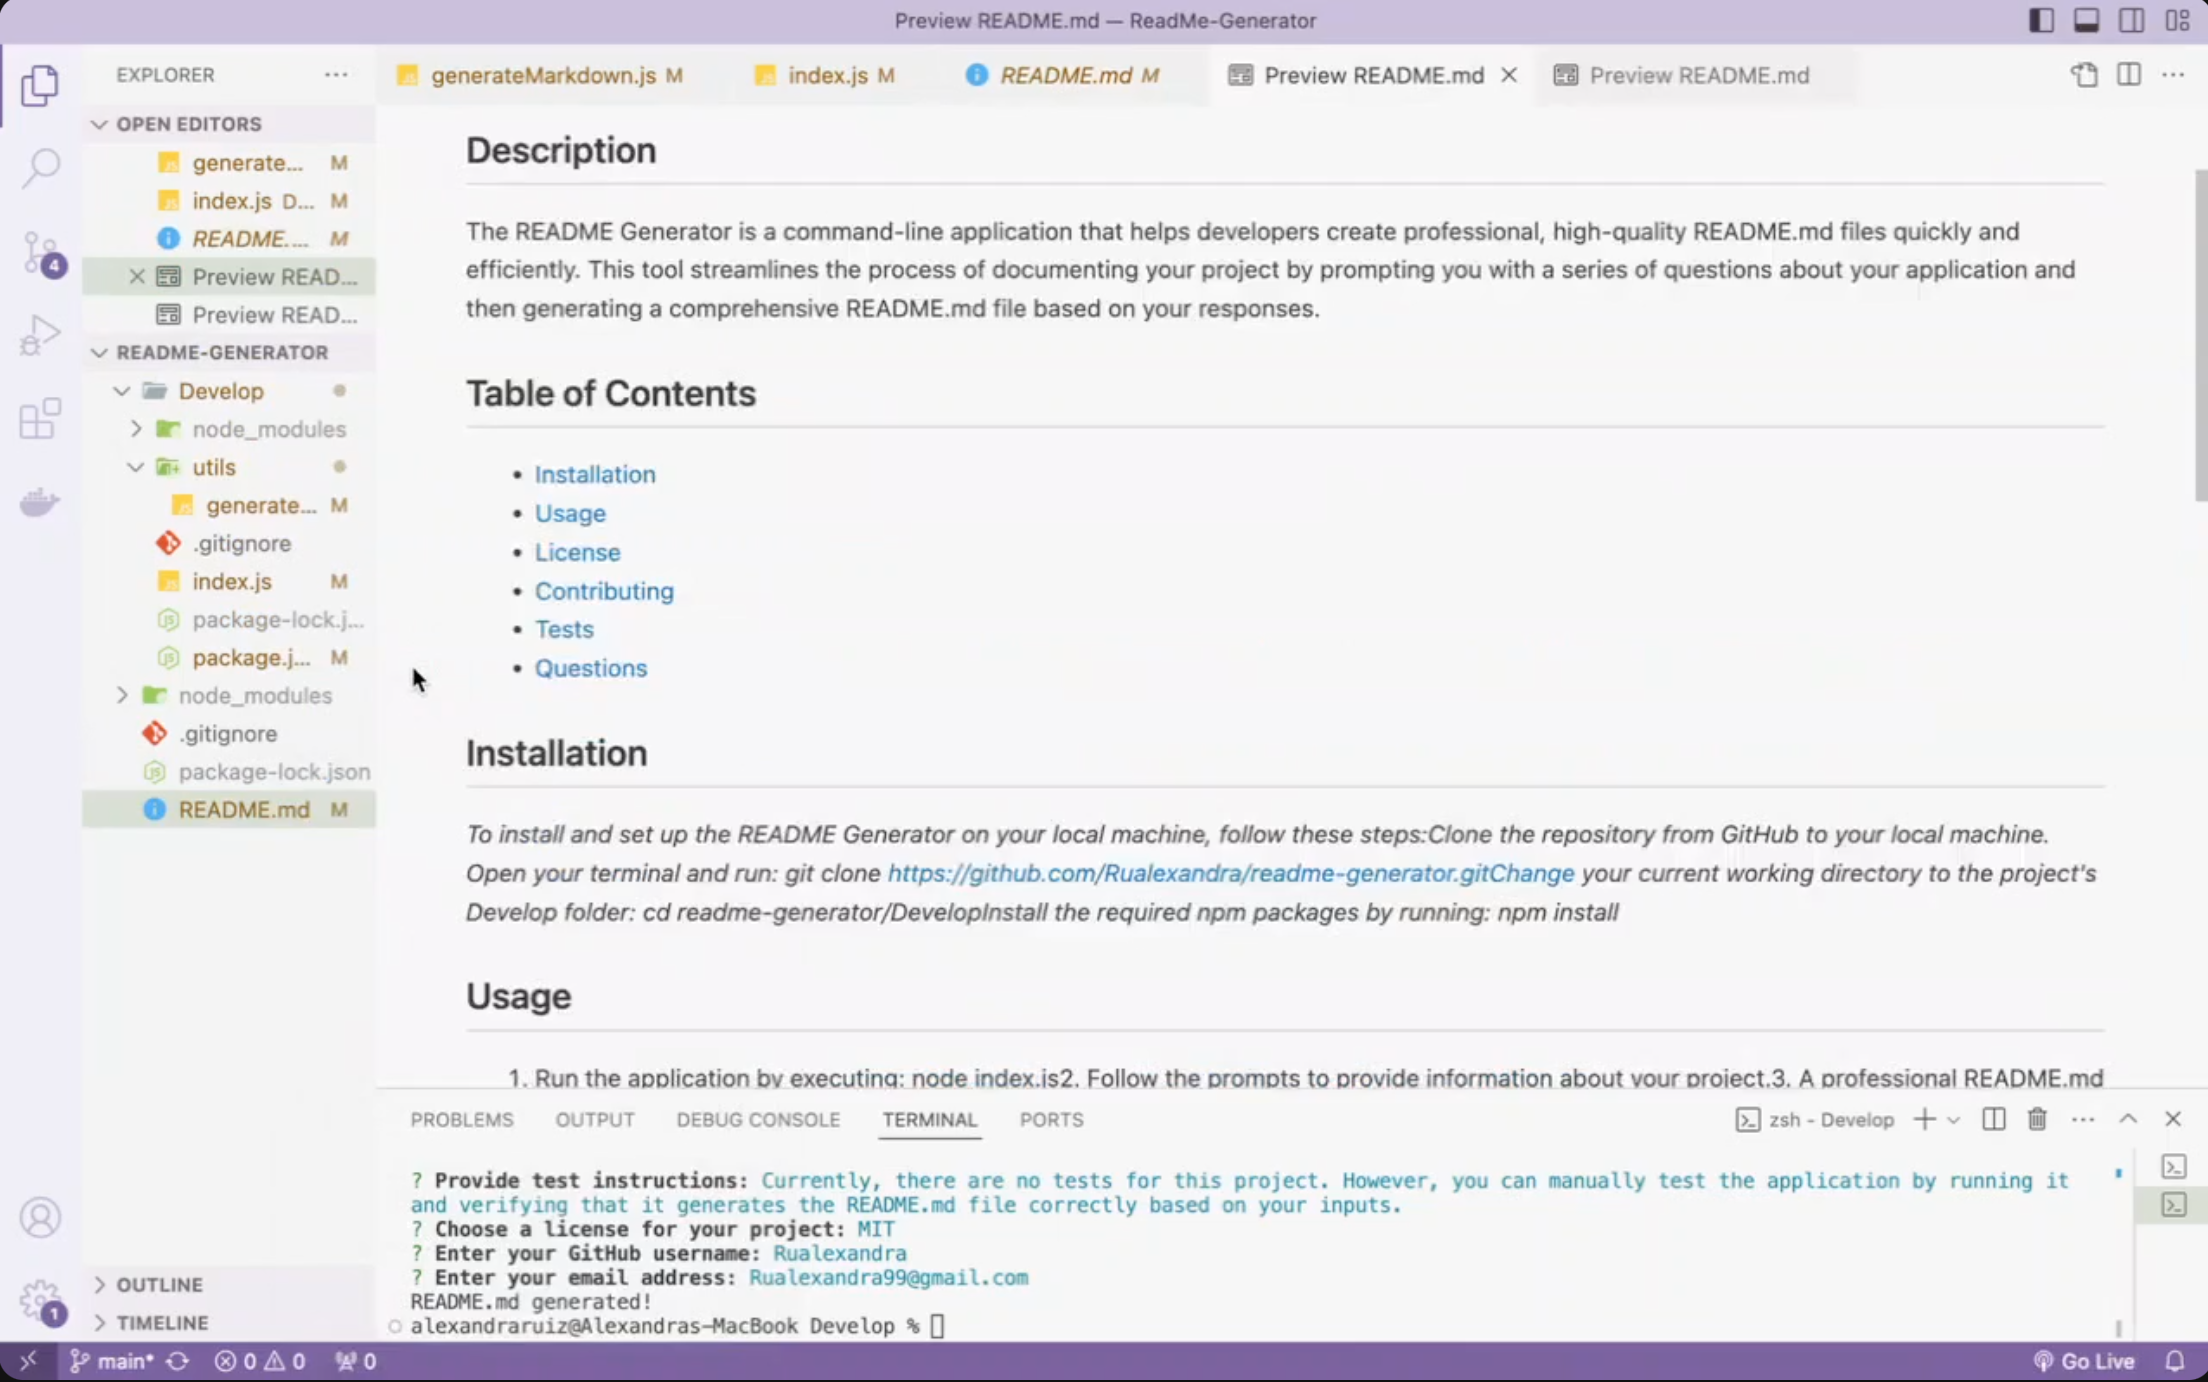 Preview README.md — ReadMe-Generator
EXPLORER
generateMarkdown.js M
index.js M
README.md M
Preview README.md
Preview README.md
OPEN EDITORS
generate... M
index.js D... M
README.... M
Preview READ...
Preview READ...
README-GENERATOR
Develop
node_modules
utils
generate... M
.gitignore
index.js M
package-lock.j...
package.j... M
node_modules
.gitignore
package-lock.json
README.md M
OUTLINE
TIMELINE
4
1
Description
The README Generator is a command-line application that helps developers create professional, high-quality README.md files quickly and
efficiently. This tool streamlines the process of documenting your project by prompting you with a series of questions about your application and
then generating a comprehensive README.md file based on your responses.
Table of Contents
• Installation
• Usage
• License
• Contributing
• Tests
• Questions
Installation
To install and set up the README Generator on your local machine, follow these steps:Clone the repository from GitHub to your local machine.
Open your terminal and run: git clone https://github.com/Rualexandra/readme-generator.gitChange your current working directory to the project's
Develop folder: cd readme-generator/DevelopInstall the required npm packages by running: npm install
Usage
1. Run the application by executing: node index.js2. Follow the prompts to provide information about your project.3. A professional README.md
PROBLEMS OUTPUT DEBUG CONSOLE TERMINAL PORTS
zsh - Develop
? Provide test instructions: Currently, there are no tests for this project. However, you can manually test the application by running it
and verifying that it generates the README.md file correctly based on your inputs.
? Choose a license for your project: MIT
? Enter your GitHub username: Rualexandra
? Enter your email address: Rualexandra99@gmail.com
README.md generated!
alexandraruiz@Alexandras-MacBook Develop %
main* 0 0 0
Go Live